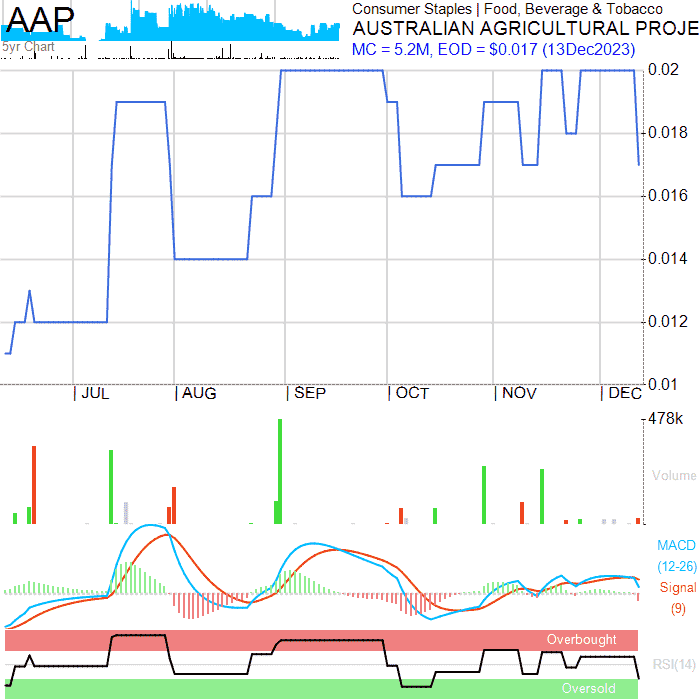 AAP
5yr Chart
Consumer Staples | Food, Beverage & Tobacco
AUSTRALIAN AGRICULTURAL PROJE
MC = 5.2M, EOD = $0.017 (13Dec2023)
0.02
0.018
0.016
0.014
0.012
0.01
| JUL | AUG | SEP | OCT | NOV | DEC
478k
Volume
MACD
(12-26)
Signal
(9)
Overbought
RSI(14)
Oversold